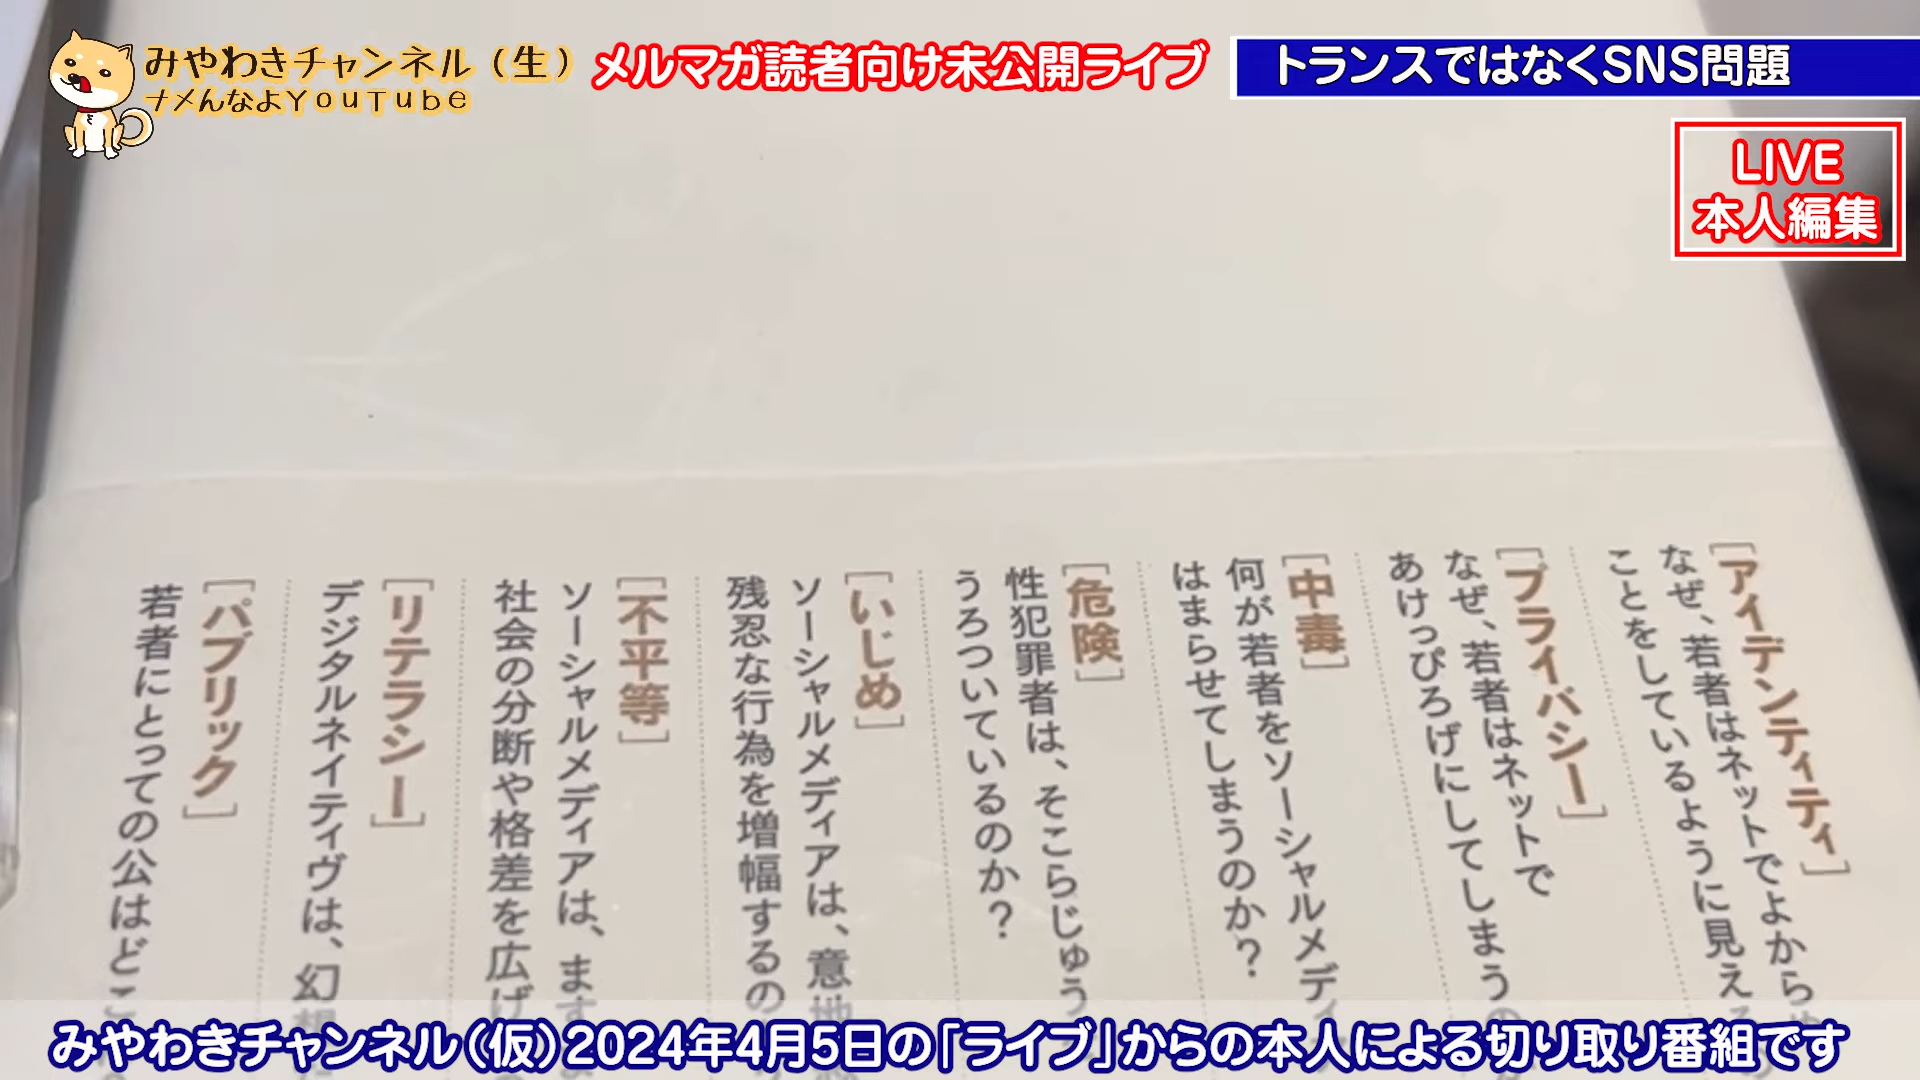 みやわきチャンネル（生）
ナメんなよYouTube
メルマガ読者向け未公開ライブ
トランスではなくSNS問題
LIVE
本人編集
［アイデンティティ］
なぜ、若者はネットでよから
ことをしているように見え
［プライバシー］
なぜ、若者はネットで
あけっぴろげにしてしまう
［中毒］
何が若者をソーシャルメディ
はまらせてしまうのか？
［危険］
性犯罪者は、そこらじゅう
うろついているのか？
［いじめ］
ソーシャルメディアは、意地
残忍な行為を増幅するの
［不平等］
ソーシャルメディアは、ます
社会の分断や格差を広げ
［リテラシー］
デジタルネイティヴは、幻想
［パブリック］
若者にとっての公はどこ
みやわきチャンネル（仮）2024年4月5日の「ライブ」からの本人による切り取り番組です